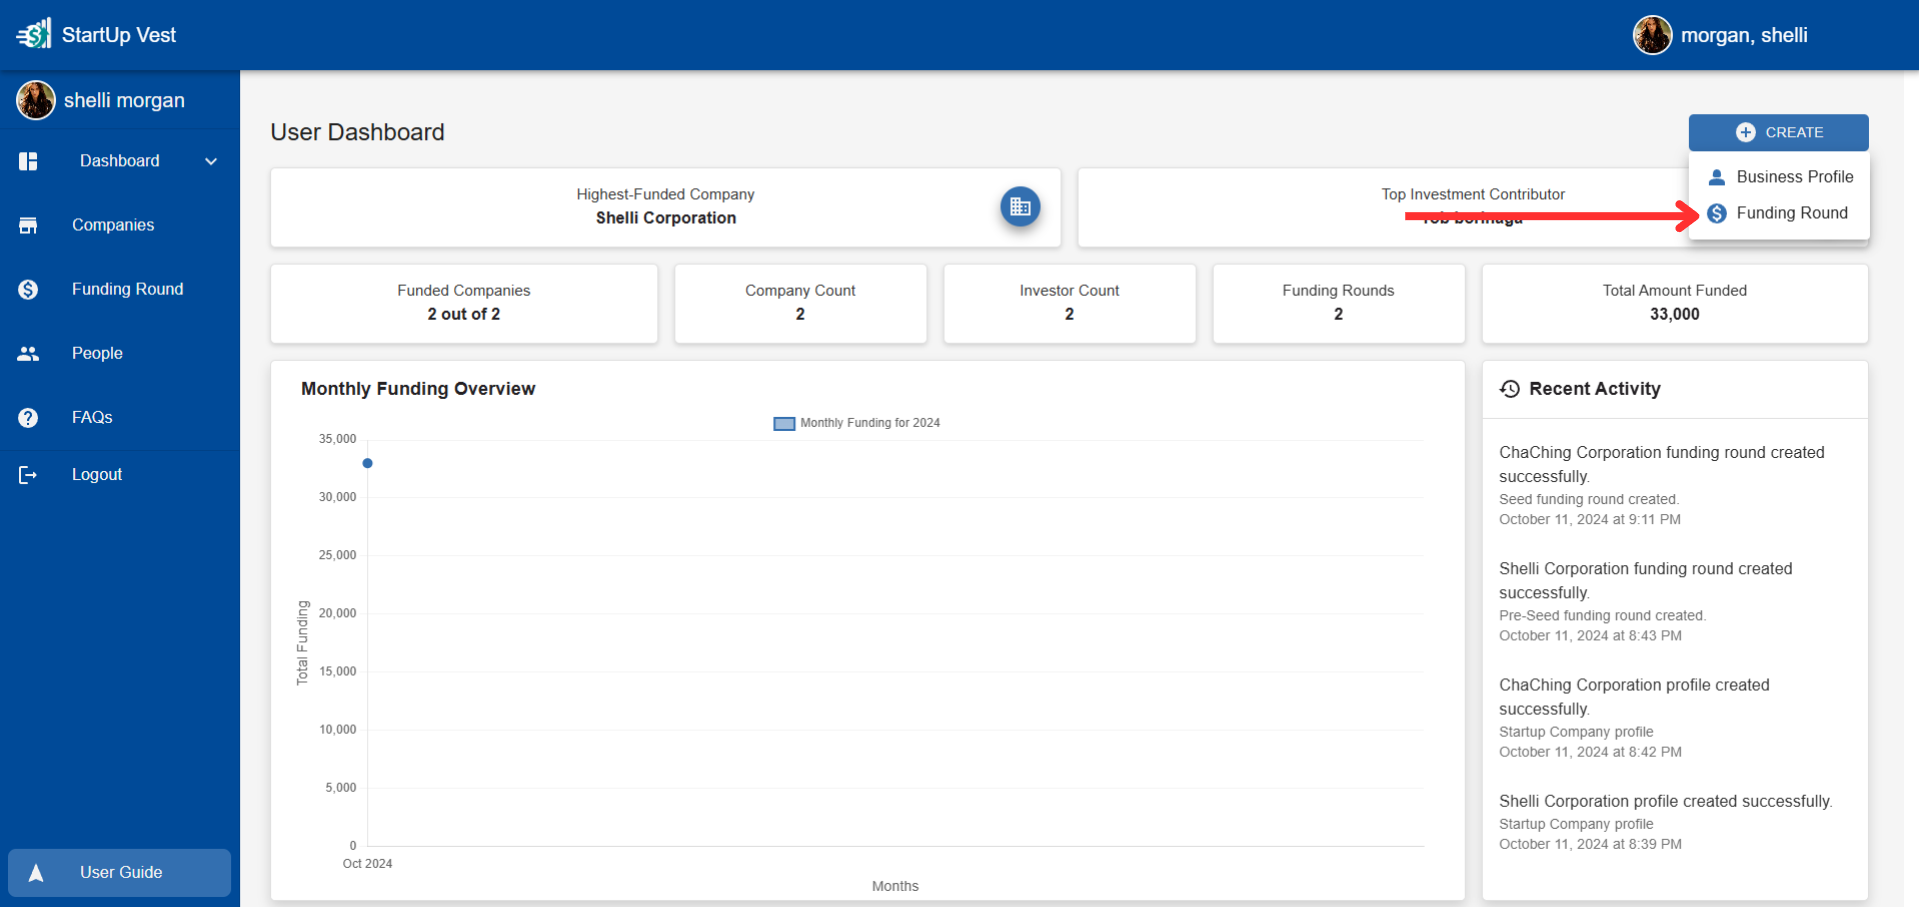 StartUp Vest
morgan, shelli
shelli morgan
Dashboard
Companies
Funding Round
People
FAQs
Logout
User Guide
User Dashboard
CREATE
Business Profile
Funding Round
Highest-Funded Company
Shelli Corporation
Top Investment Contributor
Funded Companies
2 out of 2
Company Count
2
Investor Count
2
Funding Rounds
2
Total Amount Funded
33,000
Monthly Funding Overview
Monthly Funding for 2024
35,000
30,000
25,000
20,000
15,000
10,000
5,000
0
Total Funding
Oct 2024
Months
Recent Activity
ChaChing Corporation funding round created
successfully.
Seed funding round created.
October 11, 2024 at 9:11 PM
Shelli Corporation funding round created
successfully.
Pre-Seed funding round created.
October 11, 2024 at 8:43 PM
ChaChing Corporation profile created
successfully.
Startup Company profile
October 11, 2024 at 8:42 PM
Shelli Corporation profile created successfully.
Startup Company profile
October 11, 2024 at 8:39 PM